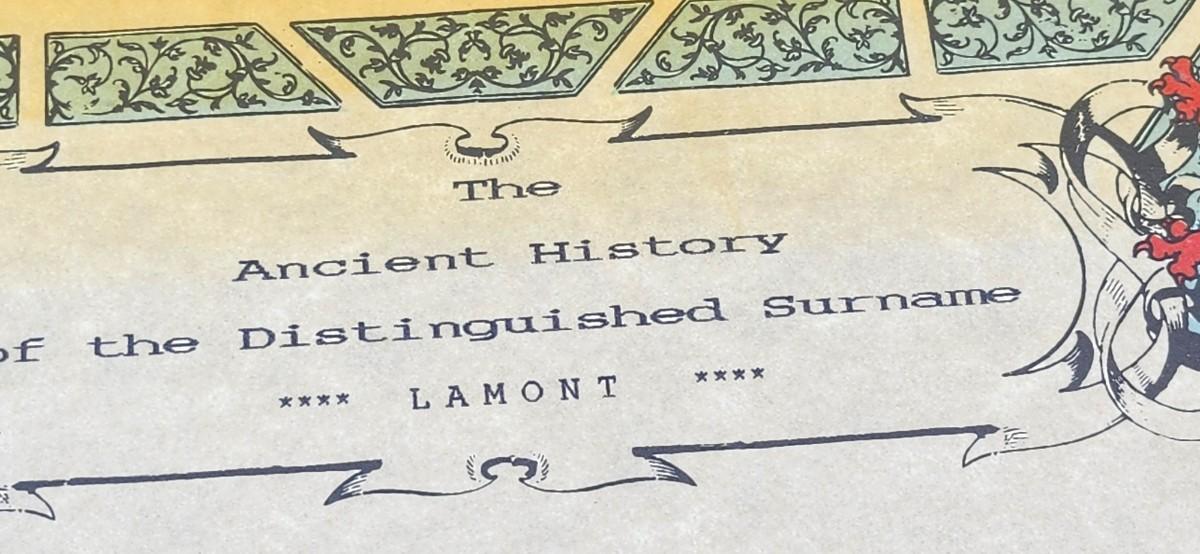 The
Ancient History
of the Distinguished Surname
**** LAMONT ****